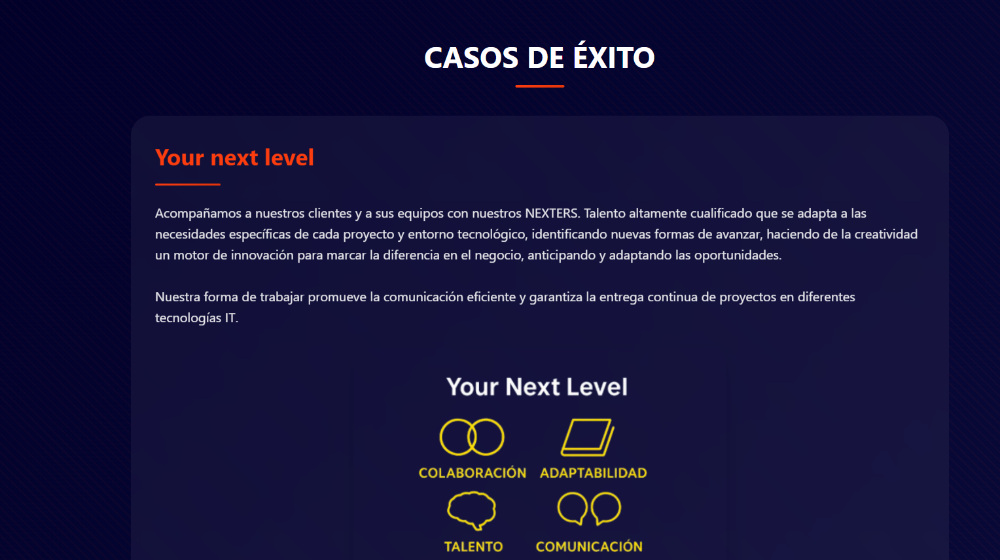 CASOS DE ÉXITO
Your next level
Acompañamos a nuestros clientes y a sus equipos con nuestros NEXTERS. Talento altamente cualificado que se adapta a las
necesidades específicas de cada proyecto y entorno tecnológico, identificando nuevas formas de avanzar, haciendo de la creatividad
un motor de innovación para marcar la diferencia en el negocio, anticipando y adaptando las oportunidades.
Nuestra forma de trabajar promueve la comunicación eficiente y garantiza la entrega continua de proyectos en diferentes
tecnologías IT.
Your Next Level
COLABORACIÓN ADAPTABILIDAD
TALENTO COMUNICACIÓN